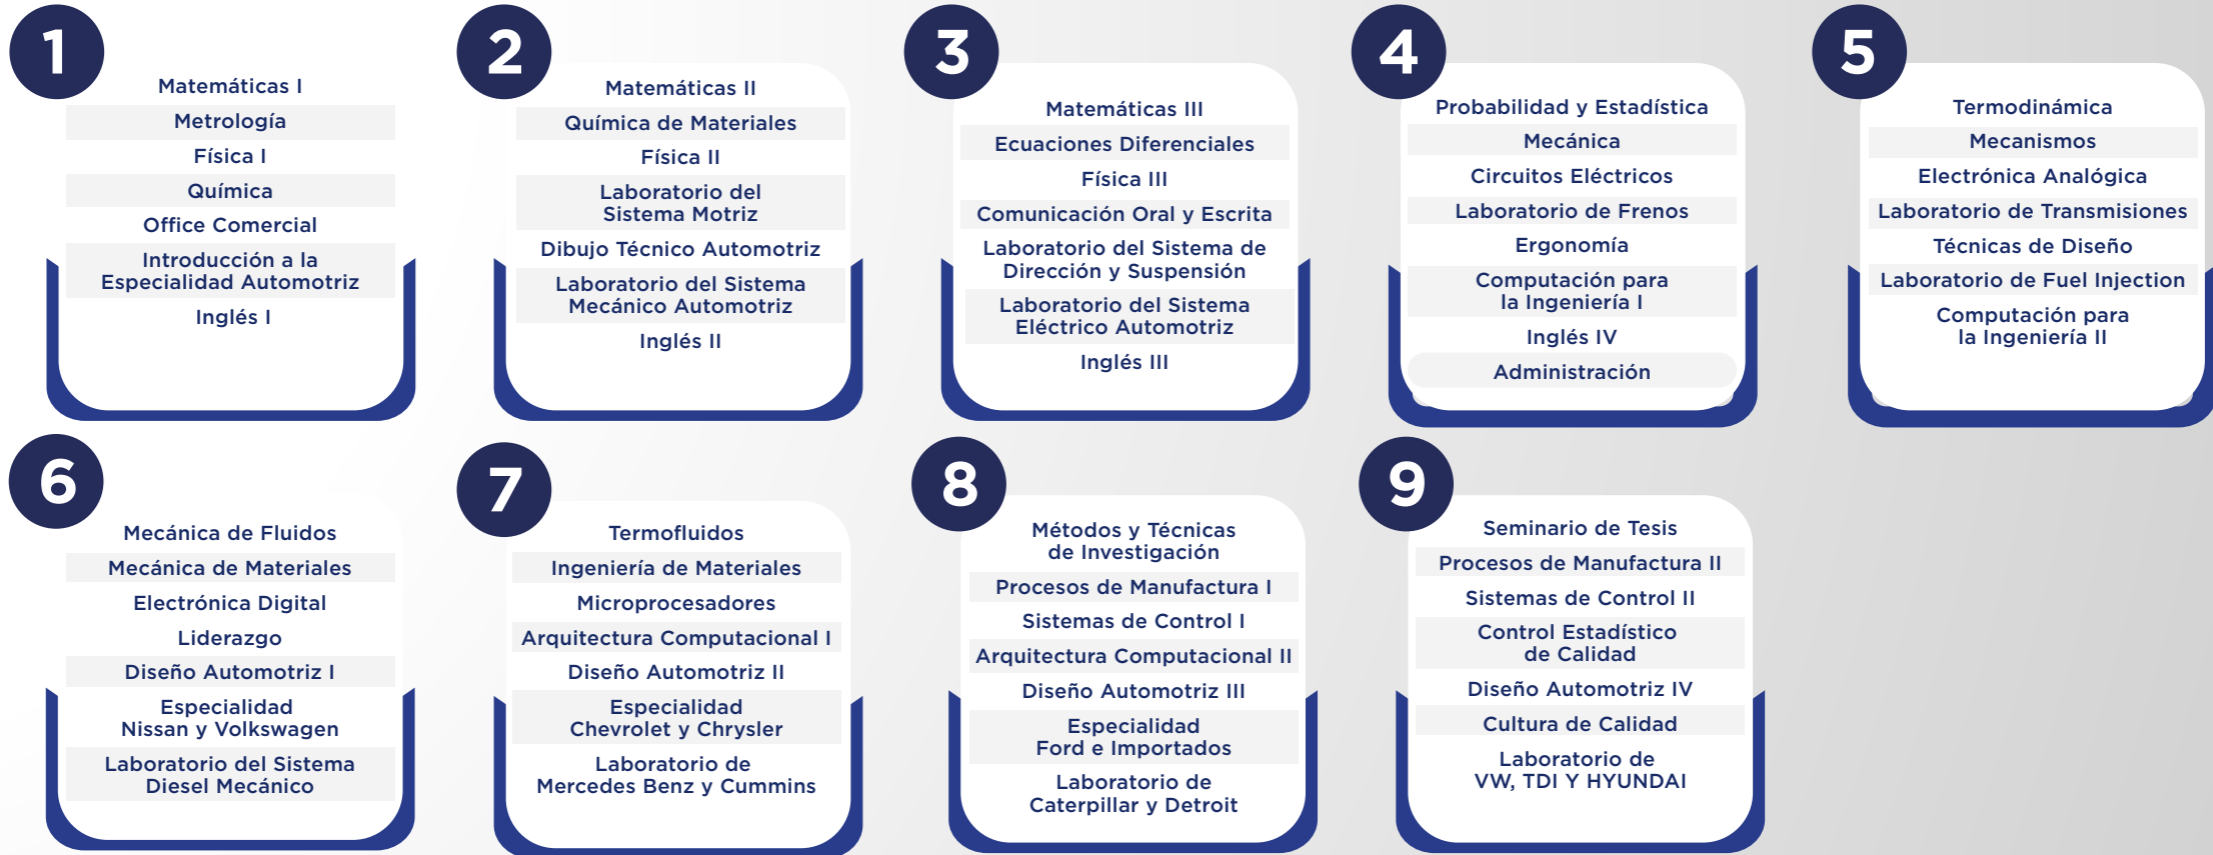 1
Matemáticas I
Metrología
Física I
Química
Office Comercial
Introducción a la
Especialidad Automotriz
Inglés I
2
Matemáticas II
Química de Materiales
Física II
Laboratorio del
Sistema Motriz
Dibujo Técnico Automotriz
Laboratorio del Sistema
Mecánico Automotriz
Inglés II
3
Matemáticas III
Ecuaciones Diferenciales
Física III
Comunicación Oral y Escrita
Laboratorio del Sistema de
Dirección y Suspensión
Laboratorio del Sistema
Eléctrico Automotriz
Inglés III
4
Probabilidad y Estadística
Mecánica
Circuitos Eléctricos
Laboratorio de Frenos
Ergonomía
Computación para
la Ingeniería I
Inglés IV
Administración
5
Termodinámica
Mecanismos
Electrónica Analógica
Laboratorio de Transmisiones
Técnicas de Diseño
Laboratorio de Fuel Injection
Computación para
la Ingeniería II
6
Mecánica de Fluidos
Mecánica de Materiales
Electrónica Digital
Liderazgo
Diseño Automotriz I
Especialidad
Nissan y Volkswagen
Laboratorio del Sistema
Diesel Mecánico
7
Termofluidos
Ingeniería de Materiales
Microprocesadores
Arquitectura Computacional I
Diseño Automotriz II
Especialidad
Chevrolet y Chrysler
Laboratorio de
Mercedes Benz y Cummins
8
Métodos y Técnicas
de Investigación
Procesos de Manufactura I
Sistemas de Control I
Arquitectura Computacional II
Diseño Automotriz III
Especialidad
Ford e Importados
Laboratorio de
Caterpillar y Detroit
9
Seminario de Tesis
Procesos de Manufactura II
Sistemas de Control II
Control Estadístico
de Calidad
Diseño Automotriz IV
Cultura de Calidad
Laboratorio de
VW, TDI Y HYUNDAI